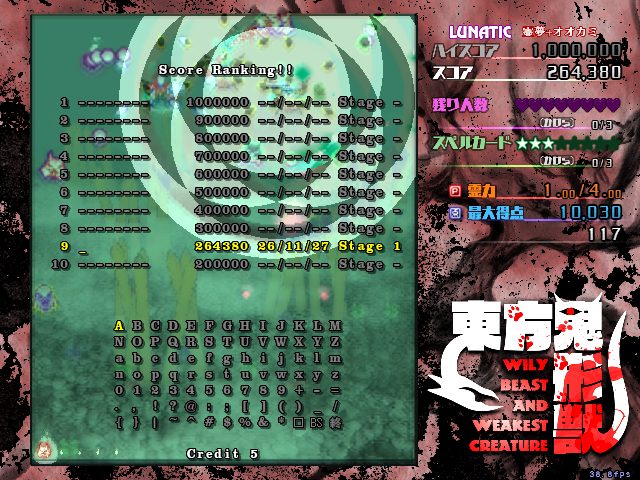 Score Ranking!!
1 -------- 1000000 --/--/-- Stage -
2 -------- 900000 --/--/-- Stage -
3 -------- 800000 --/--/-- Stage -
4 -------- 700000 --/--/-- Stage -
5 -------- 600000 --/--/-- Stage -
6 -------- 500000 --/--/-- Stage -
7 -------- 400000 --/--/-- Stage -
8 -------- 300000 --/--/-- Stage -
9 _ 264380 26/11/27 Stage 1
10 -------- 200000 --/--/-- Stage -
A B C D E F G H I J K L M
N O P Q R S T U V W X Y Z
a b c d e f g h i j k l m
n o p q r s t u v w x y z
0 1 2 3 4 5 6 7 8 9 + - =
. , ! ? @ : ; [ ] ( ) _ /
{ } | ~ ^ # $ % & * □ BS 終
Credit 5
LUNATIC 霊夢+オオカミ
ハイスコア 1,000,000
スコア 264,380
残り人数
(かけら) 0/3
スペルカード ★★★
(かけら) 0/3
P 霊力 1.00/4.00
最大得点 10,030
117
東方鬼形獣
WILY
BEAST
AND
WEAKEST
CREATURE